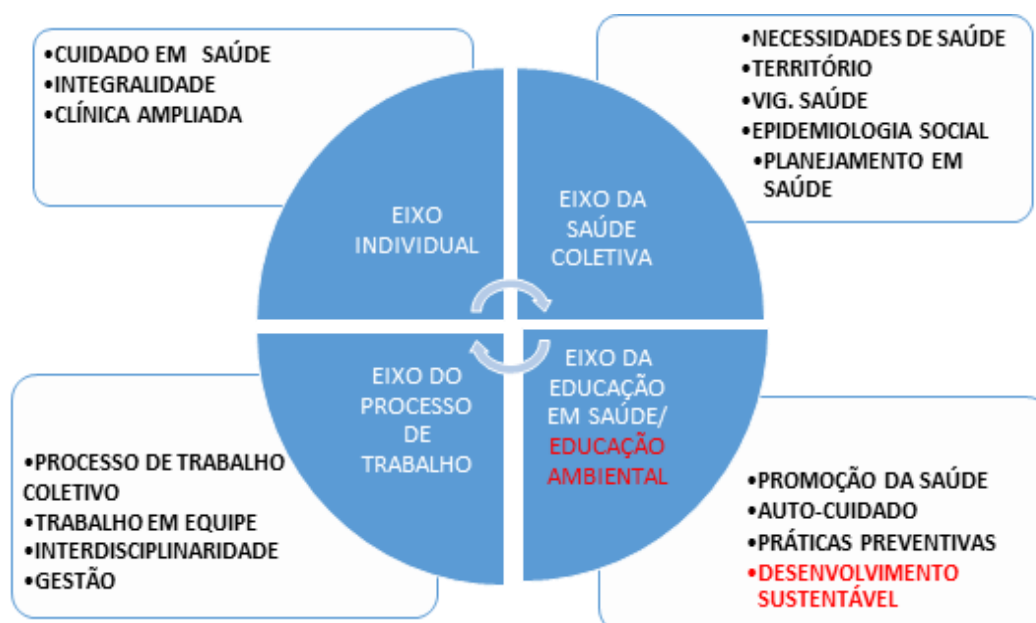 •CUIDADO EM SAÚDE
•INTEGRALIDADE
•CLÍNICA AMPLIADA
•NECESSIDADES DE SAÚDE
•TERRITÓRIO
•VIG. SAÚDE
•EPIDEMIOLOGIA SOCIAL
•PLANEJAMENTO EM
SAÚDE
EIXO
INDIVIDUAL
EIXO DA
SAÚDE
COLETIVA
EIXO DO
PROCESSO
DE
TRABALHO
EIXO DA
EDUCAÇÃO
EM SAÚDE/
EDUCAÇÃO
AMBIENTAL
•PROCESSO DE TRABALHO
COLETIVO
•TRABALHO EM EQUIPE
•INTERDISCIPLINARIDADE
•GESTÃO
•PROMOÇÃO DA SAÚDE
•AUTO-CUIDADO
•PRÁTICAS PREVENTIVAS
•DESENVOLVIMENTO
SUSTENTÁVEL